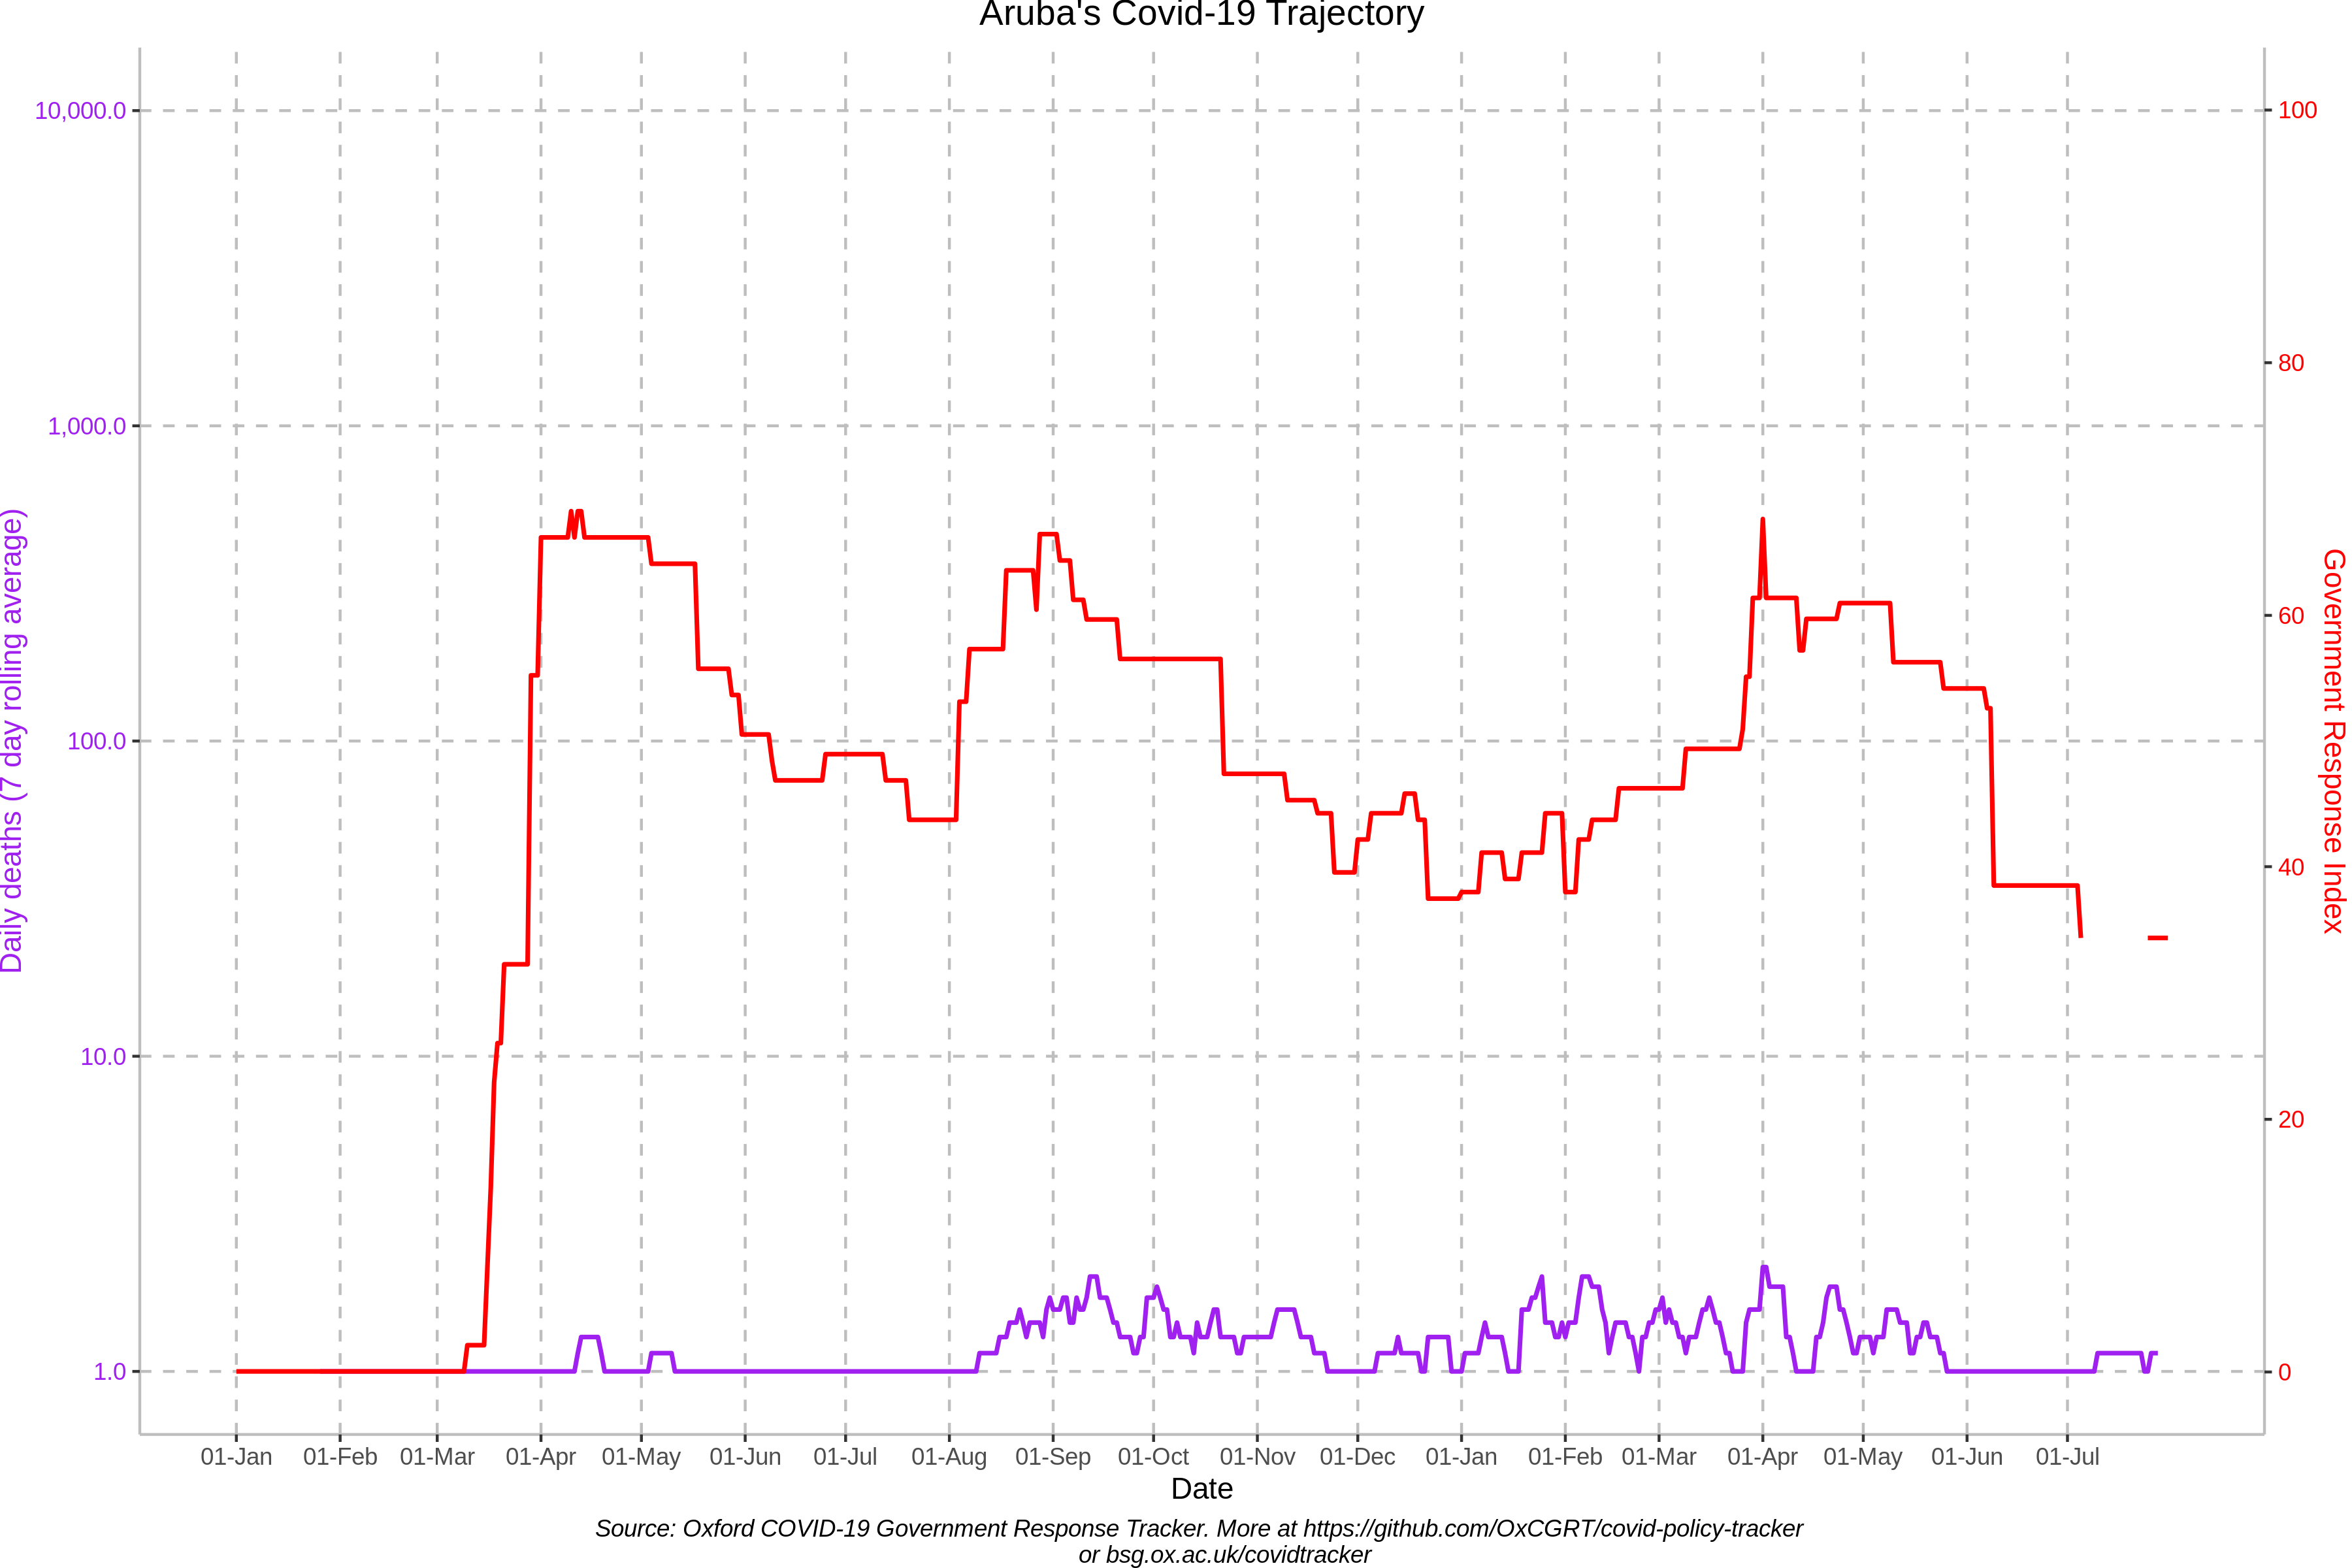 Aruba's Covid-19 Trajectory
10,000.0
1,000.0
100.0
10.0
1.0
Daily deaths (7 day rolling average)
100
80
60
40
20
0
Government Response Index
01-Jan 01-Feb 01-Mar 01-Apr 01-May 01-Jun 01-Jul 01-Aug 01-Sep 01-Oct 01-Nov 01-Dec 01-Jan 01-Feb 01-Mar 01-Apr 01-May 01-Jun 01-Jul
Date
Source: Oxford COVID-19 Government Response Tracker. More at https://github.com/OxCGRT/covid-policy-tracker
or bsg.ox.ac.uk/covidtracker